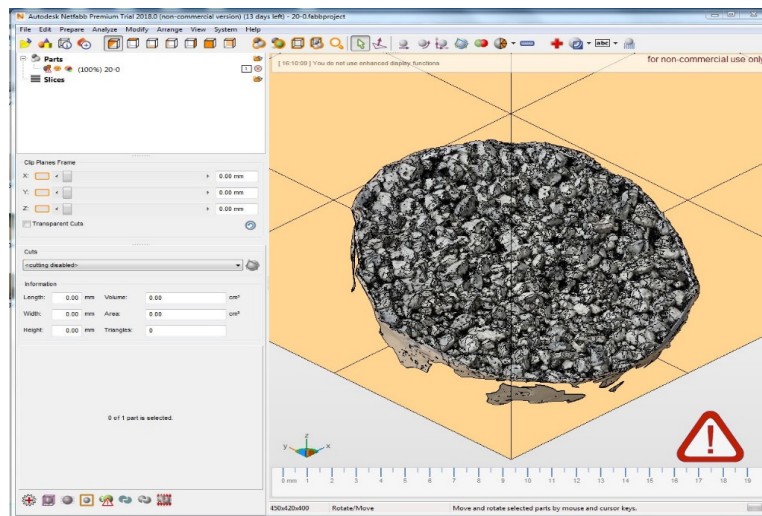 Autodesk Netfabb Premium Trial 2018.0 (non-commercial version) (13 days left) - 20-0.fabbproject
File Edit Prepare Analyze Modify Arrange View System Help
abc
Parts
(100%) 20-0
1
Slices
[ 16:10:09 ] You do not use enhanced display functions
for non-commercial use only
Clip Planes Frame
X: 0.00 mm
Y: 0.00 mm
Z: 0.00 mm
Transparent Cuts
Cuts
<cutting disabled>
Information
Length: 0.00 mm Volume: 0.00 cm³
Width: 0.00 mm Area: 0.00 cm²
Height: 0.00 mm Triangles: 0
0 of 1 part is selected.
z
y x
0 mm 1 2 3 4 5 6 7 8 9 10 11 12 13 14 15 16 17 18 19
450x420x400 Rotate/Move Move and rotate selected parts by mouse and cursor keys.